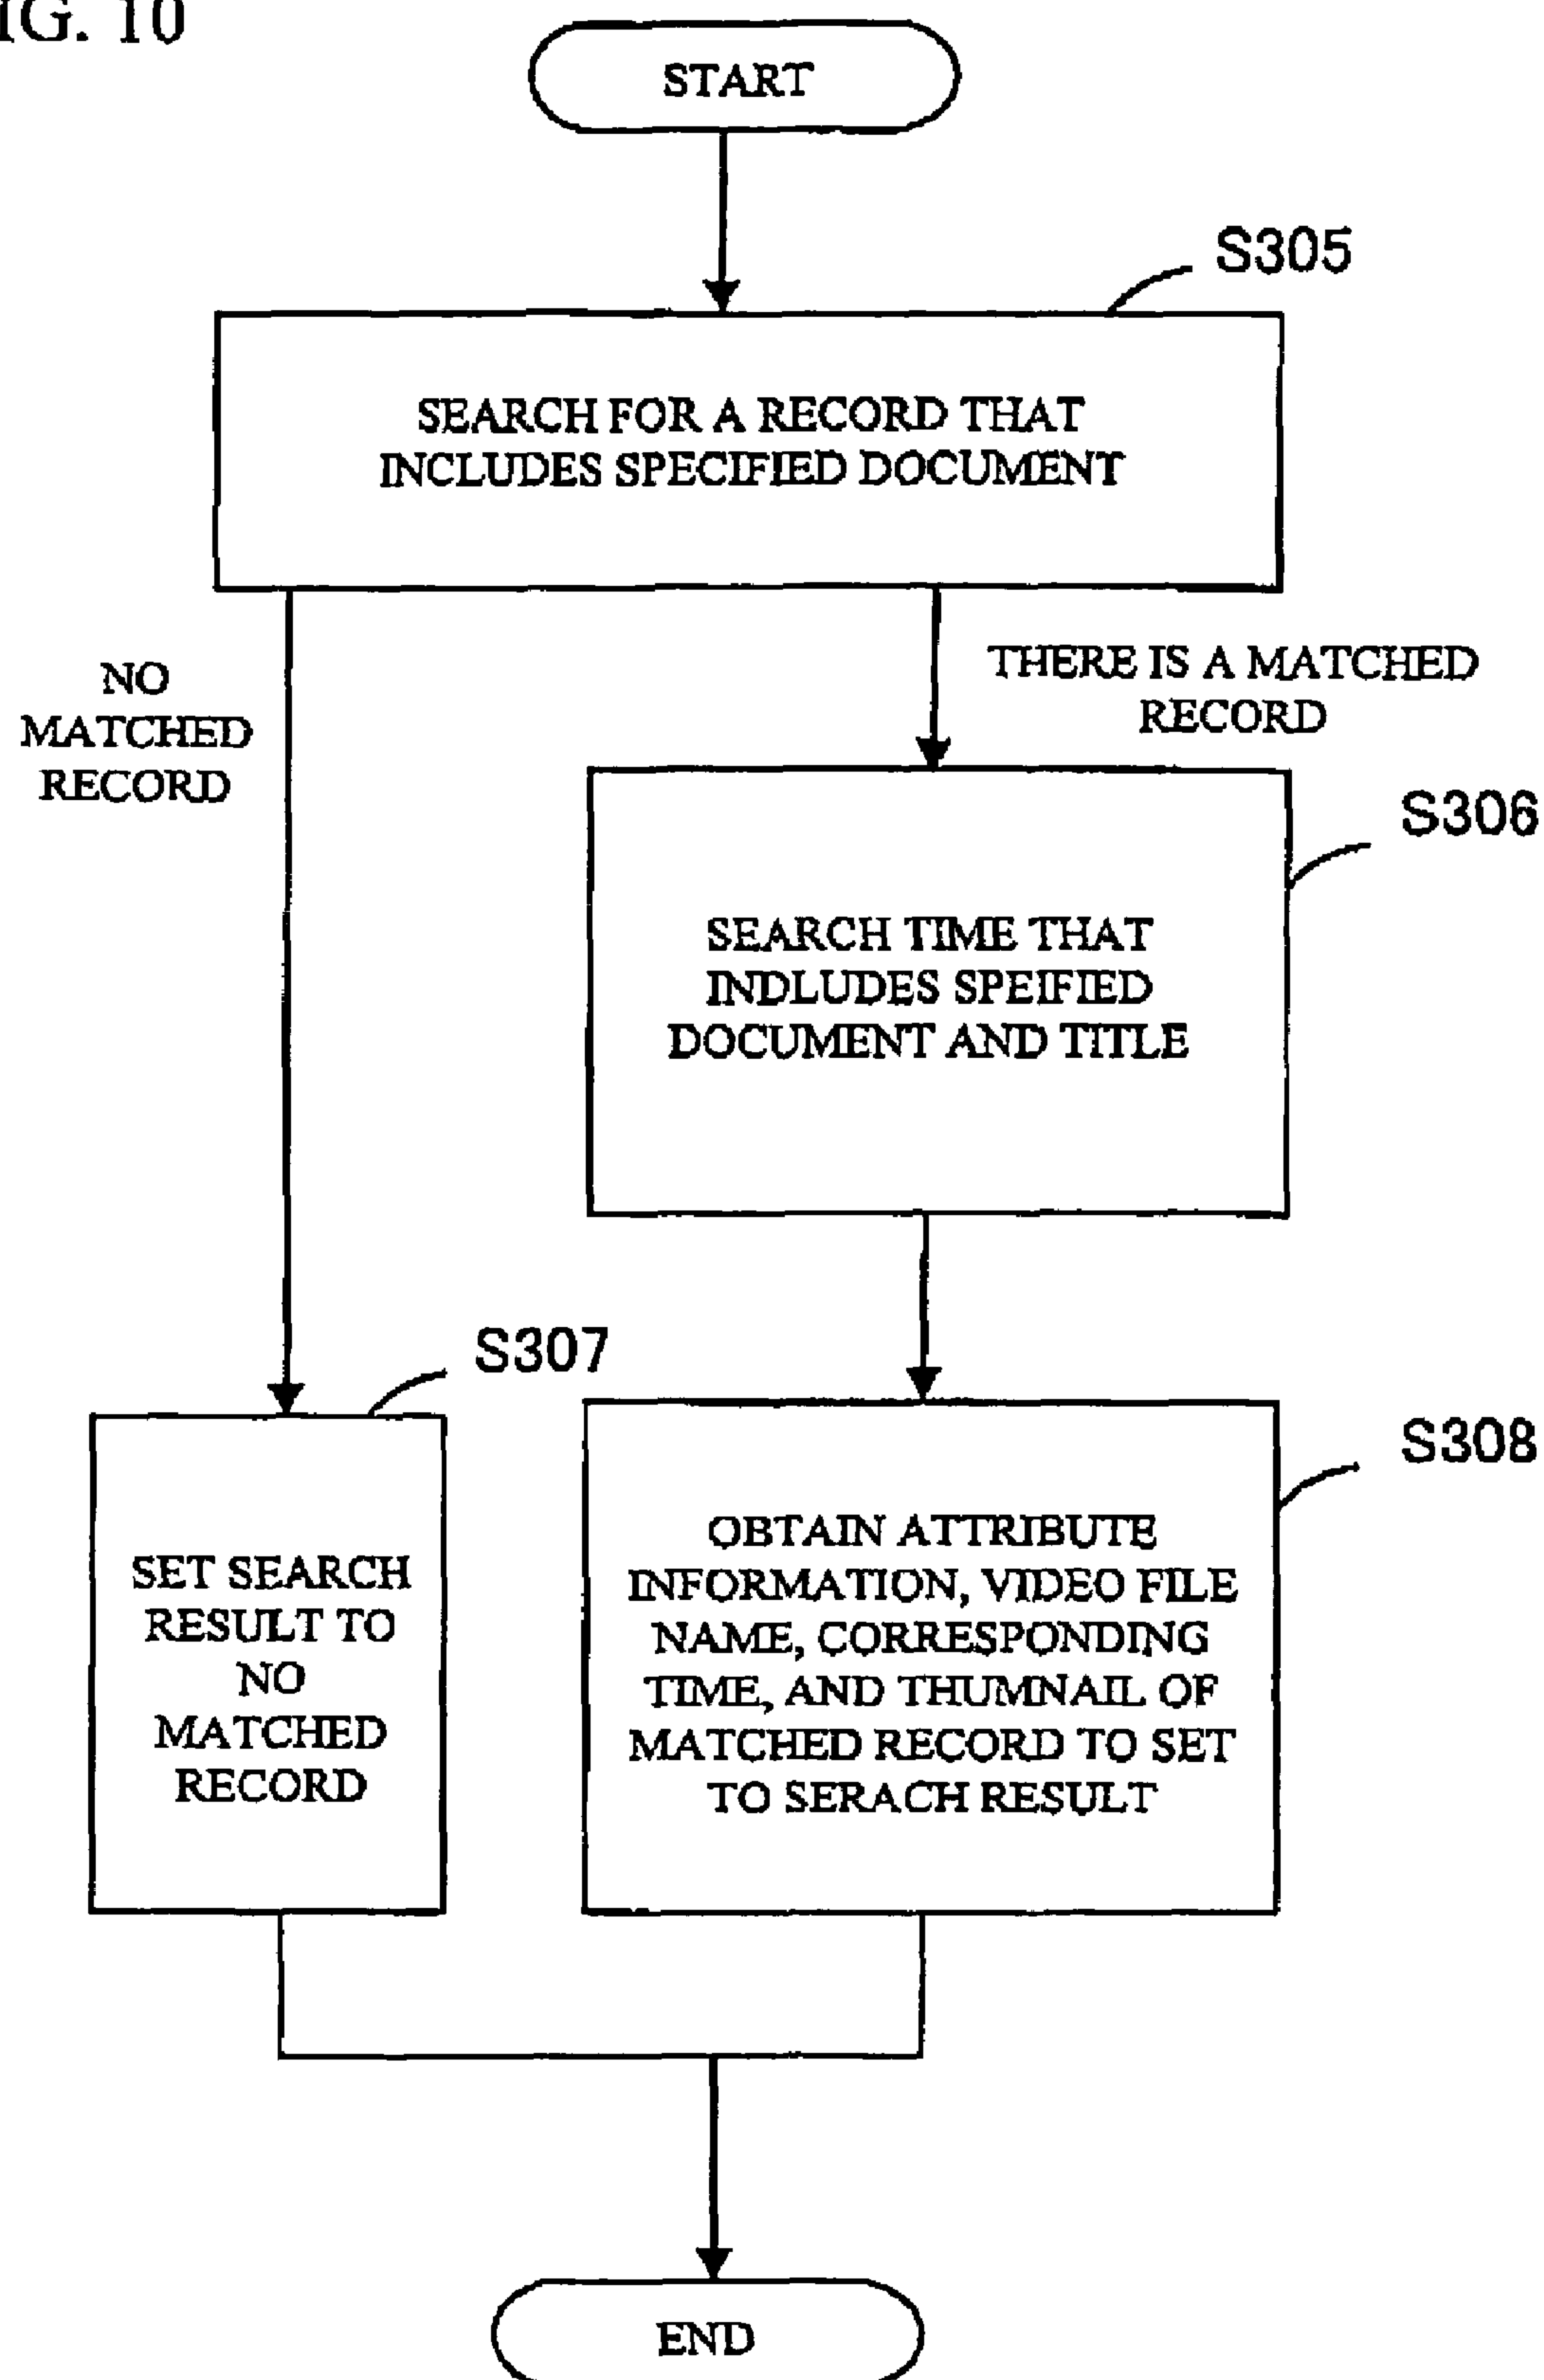 IG. 10
START
S305
SEARCH FOR A RECORD THAT
INCLUDES SPECIFIED DOCUMENT
NO
MATCHED
RECORD
THERE IS A MATCHED
RECORD
S306
SEARCH TIME THAT
INDLUDES SPEIFIED
DOCUMENT AND TITLE
S307
SET SEARCH
RESULT TO
NO
MATCHED
RECORD
S308
OBTAIN ATTRIBUTE
INFORMATION, VIDEO FILE
NAME, CORRESPONDING
TIME, AND THUMNAIL OF
MATCHED RECORD TO SET
TO SERACH RESULT
END